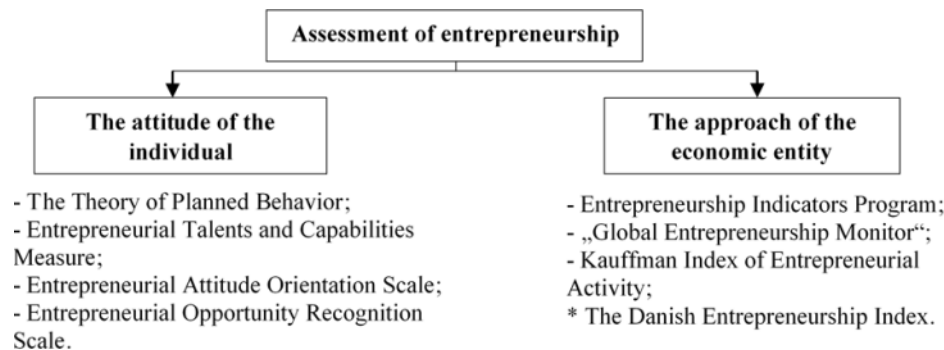 Assessment of entrepreneurship
The attitude of the
individual
- The Theory of Planned Behavior;
- Entrepreneurial Talents and Capabilities
Measure;
- Entrepreneurial Attitude Orientation Scale;
- Entrepreneurial Opportunity Recognition
Scale.
The approach of the
economic entity
- Entrepreneurship Indicators Program;
- „Global Entrepreneurship Monitor“;
- Kauffman Index of Entrepreneurial
Activity;
* The Danish Entrepreneurship Index.